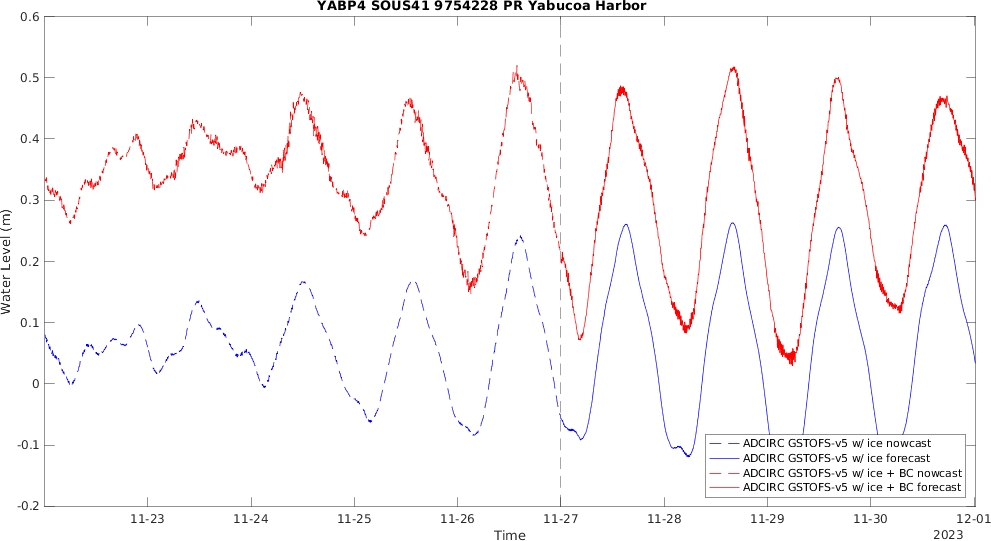 YABP4 SOUS41 9754228 PR Yabucoa Harbor
0.6
0.5
0.4
0.3
0.2
0.1
0
-0.1
-0.2
Water Level (m)
ADCIRC GSTOFS-v5 w/ ice nowcast
ADCIRC GSTOFS-v5 w/ ice forecast
ADCIRC GSTOFS-v5 w/ ice + BC nowcast
ADCIRC GSTOFS-v5 w/ ice + BC forecast
11-23 11-24 11-25 11-26 11-27 11-28 11-29 11-30 12-01
Time
2023